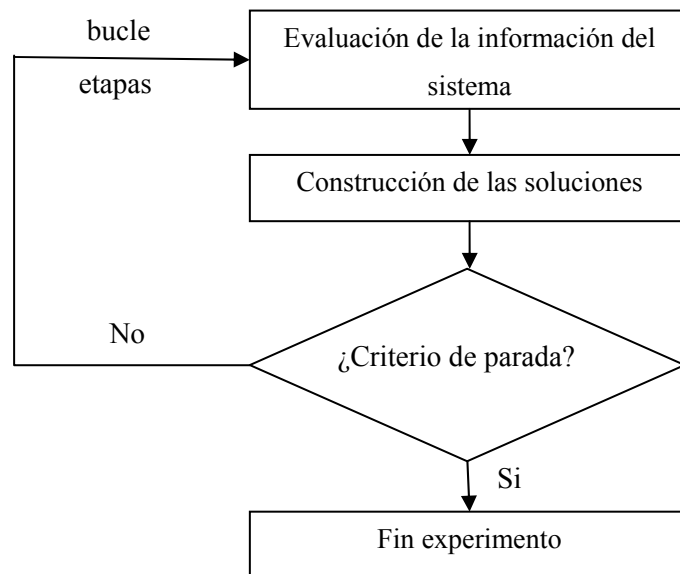 bucle
etapas
Evaluación de la información del
sistema
Construcción de las soluciones
¿Criterio de parada?
No
Si
Fin experimento